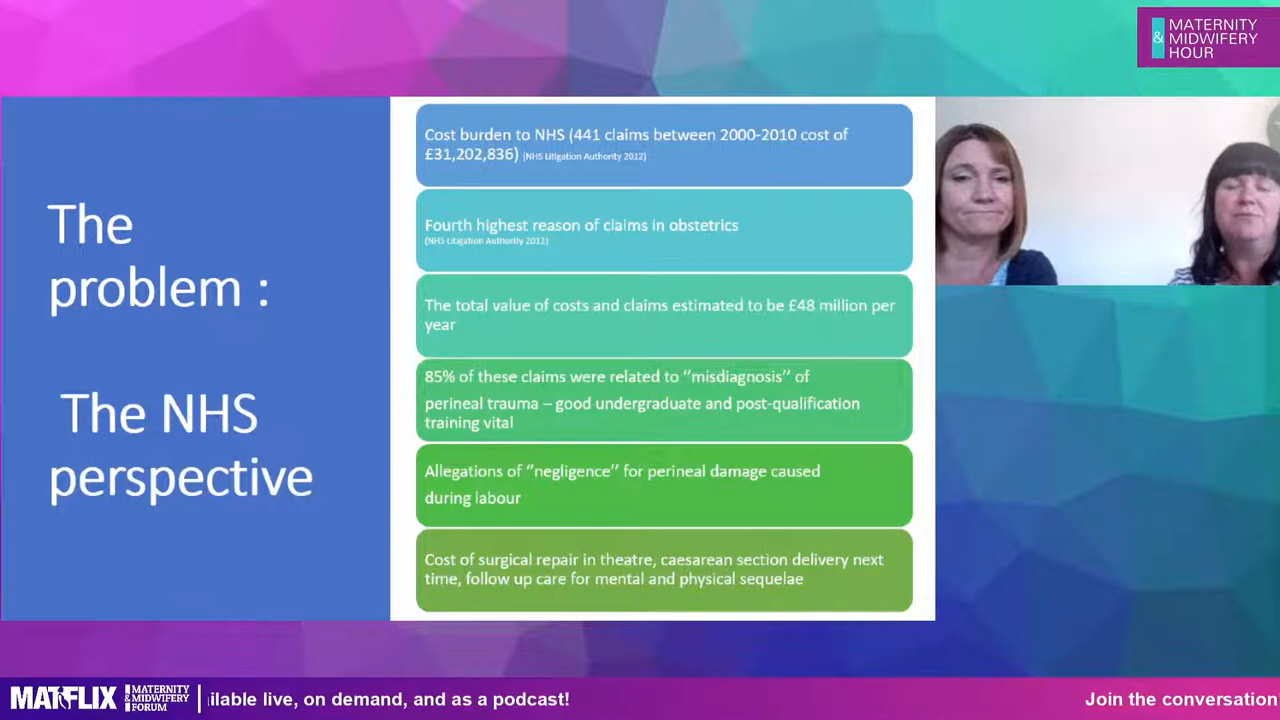 MATERNITY
& MIDWIFERY
HOUR
The
problem :
The NHS
perspective
Cost burden to NHS (441 claims between 2000-2010 cost of
£31,202,836) (NHS Litigation Authority 2012)
Fourth highest reason of claims in obstetrics
(NHS Litigation Authority 2012)
The total value of costs and claims estimated to be £48 million per
year
85% of these claims were related to “misdiagnosis” of
perineal trauma – good undergraduate and post-qualification
training vital
Allegations of “negligence” for perineal damage caused
during labour
Cost of surgical repair in theatre, caesarean section delivery next
time, follow up care for mental and physical sequelae
MATFLIX
MATERNITY
& MIDWIFERY
FORUM
ilable live, on demand, and as a podcast!
Join the conversation